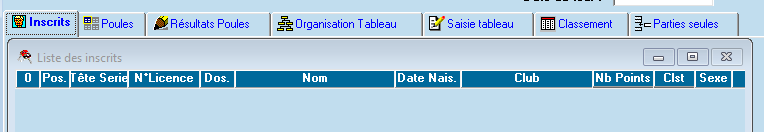 Inscrits Poules Résultats Poules Organisation Tableau Saisie tableau Classement Parties seules
Liste des inscrits
0 Pos. Tête Serie N°Licence Dos. Nom Date Nais. Club Nb Points Clst Sexe